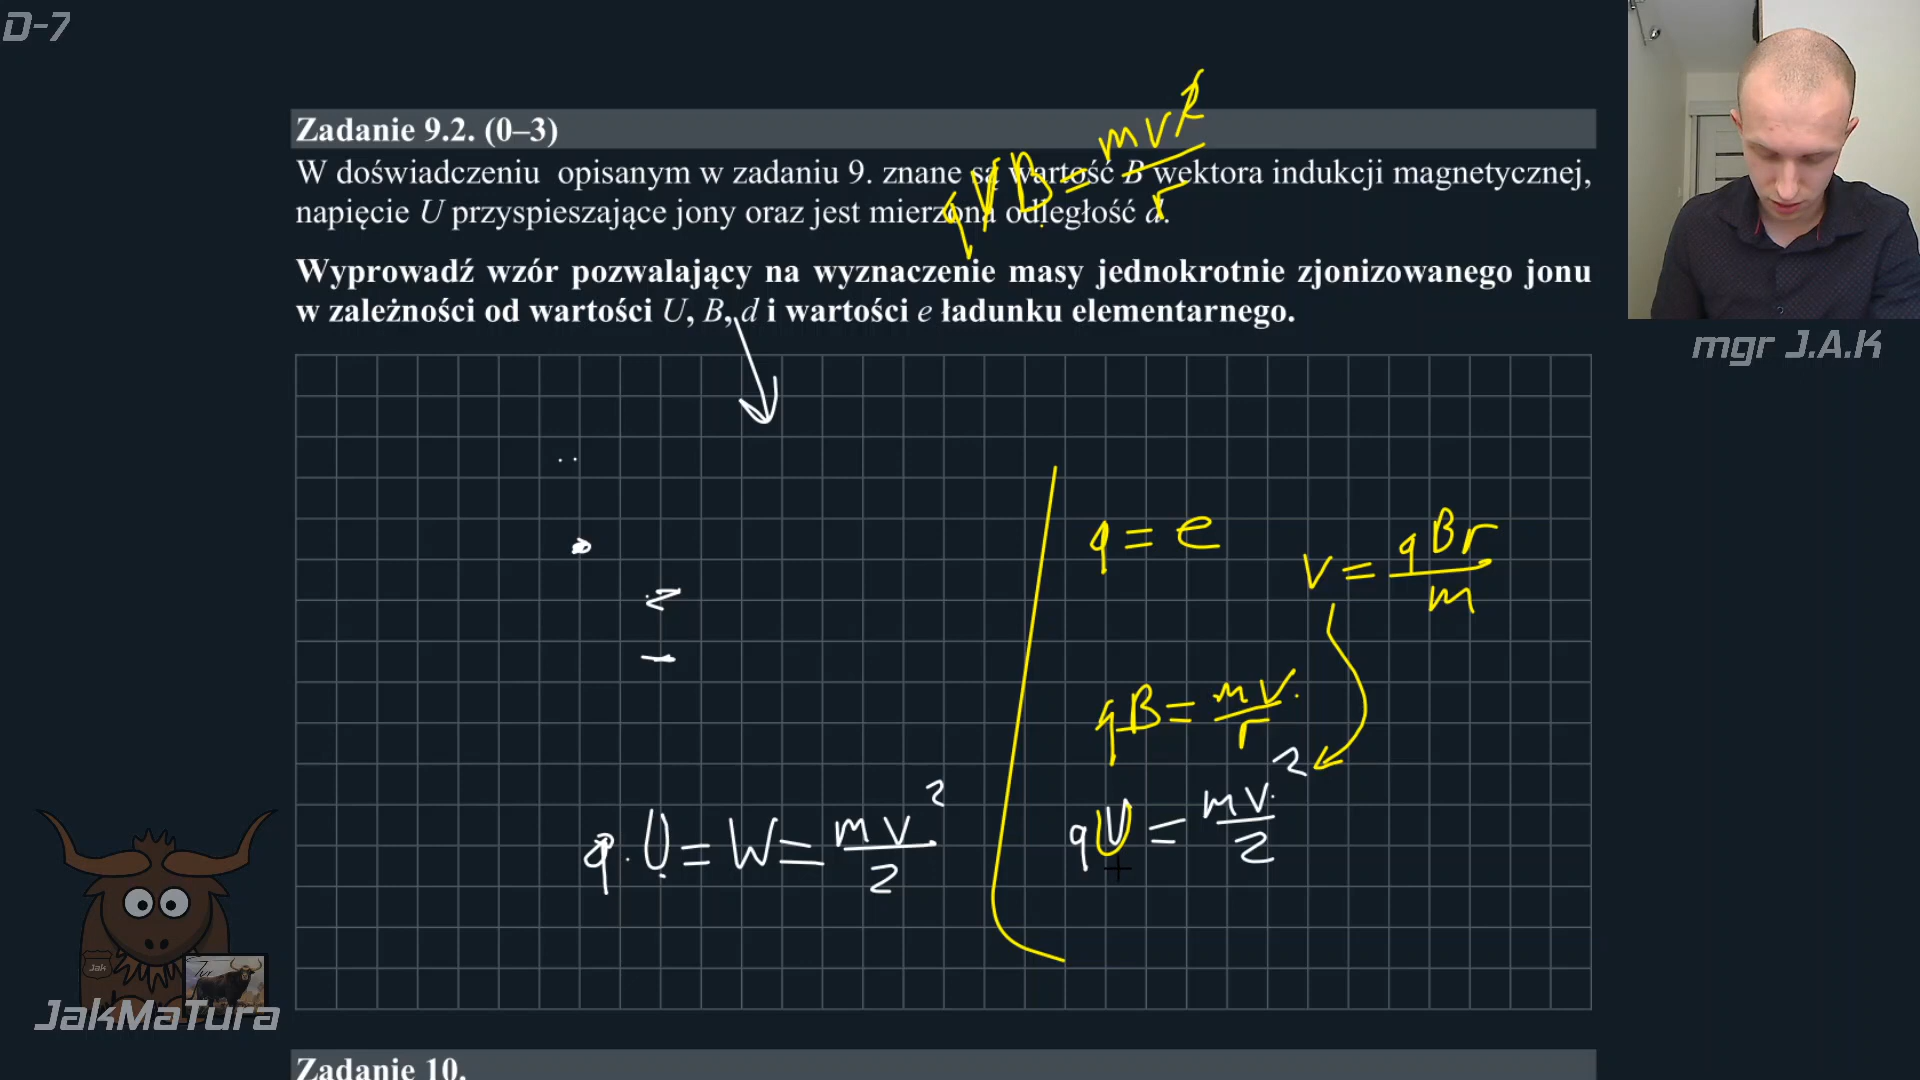 D-7
Zadanie 9.2. (0–3)
qVB = mv²/r
W doświadczeniu opisanym w zadaniu 9. znane są wartość B wektora indukcji magnetycznej,
napięcie U przyspieszające jony oraz jest mierzona odległość d.
Wyprowadź wzór pozwalający na wyznaczenie masy jednokrotnie zjonizowanego jonu
w zależności od wartości U, B, d i wartości e ładunku elementarnego.
mgr J.A.K
q = e
v = qBr/m
qB = mv/r
q·U = W = mv²/2
qU = mv²/2
Jak
Tur
JakMaTura
Zadanie 10.